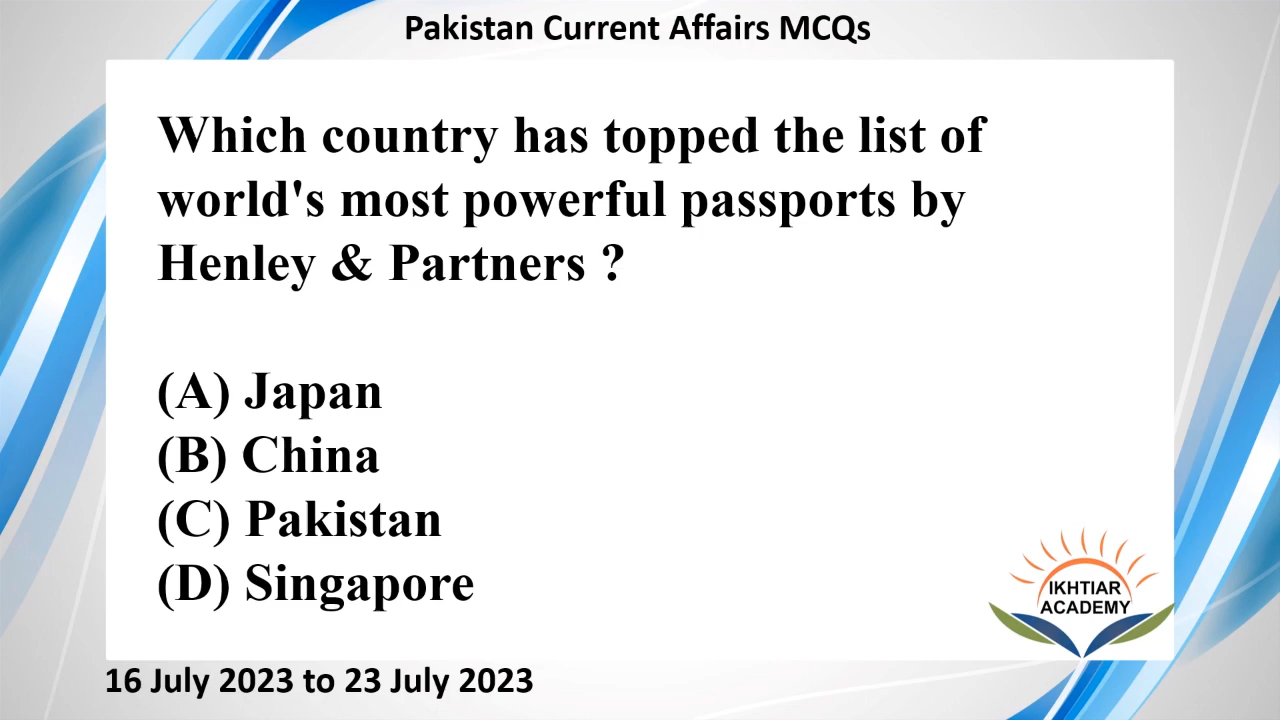 Pakistan Current Affairs MCQs
Which country has topped the list of
world's most powerful passports by
Henley & Partners ?
(A) Japan
(B) China
(C) Pakistan
(D) Singapore
IKHTIAR
ACADEMY
16 July 2023 to 23 July 2023